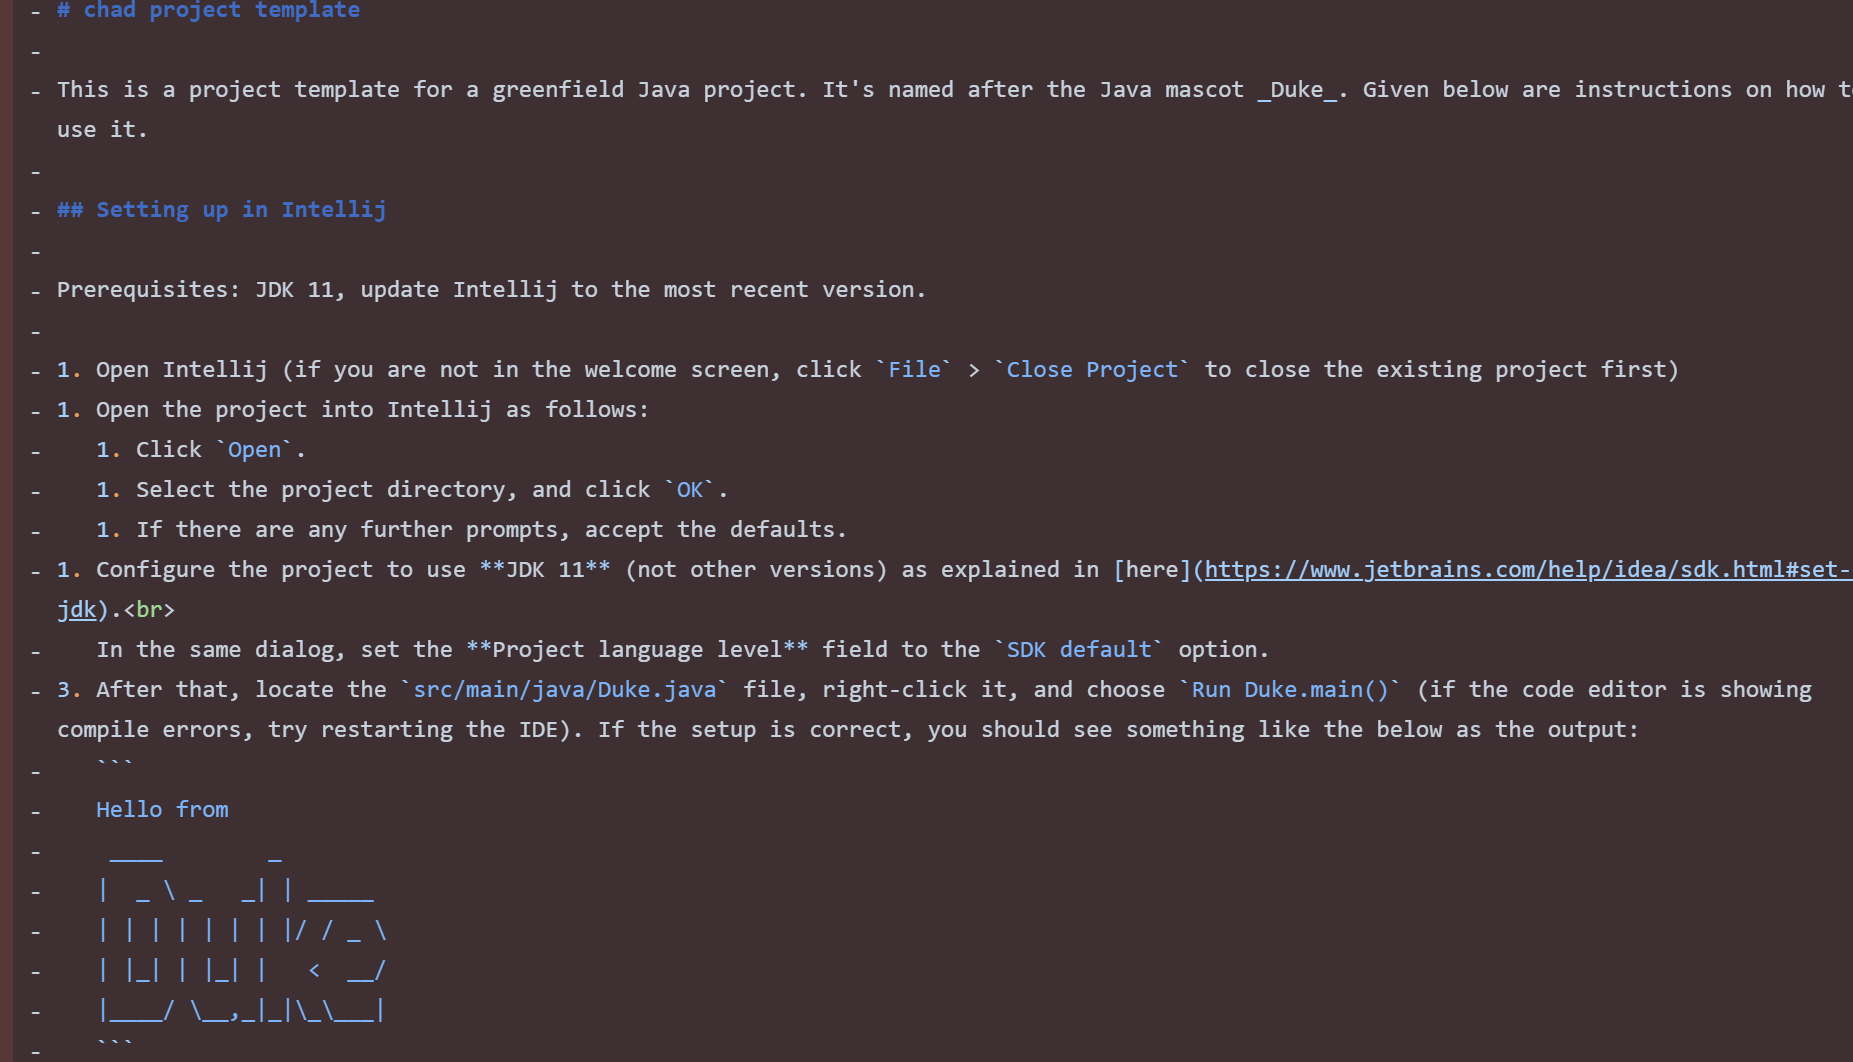 - # chad project template
-
- This is a project template for a greenfield Java project. It's named after the Java mascot _Duke_. Given below are instructions on how t
use it.
-
- ## Setting up in Intellij
-
- Prerequisites: JDK 11, update Intellij to the most recent version.
-
- 1. Open Intellij (if you are not in the welcome screen, click `File` > `Close Project` to close the existing project first)
- 1. Open the project into Intellij as follows:
-    1. Click `Open`.
-    1. Select the project directory, and click `OK`.
-    1. If there are any further prompts, accept the defaults.
- 1. Configure the project to use **JDK 11** (not other versions) as explained in [here](https://www.jetbrains.com/help/idea/sdk.html#set-
jdk).<br>
-    In the same dialog, set the **Project language level** field to the `SDK default` option.
- 3. After that, locate the `src/main/java/Duke.java` file, right-click it, and choose `Run Duke.main()` (if the code editor is showing
compile errors, try restarting the IDE). If the setup is correct, you should see something like the below as the output:
-    ```
-    Hello from
-     ____        _
-    |  _ \ _   _| | _____
-    | | | | | | | |/ / _ \
-    | |_| | |_| |   <  __/
-    |____/ \__,_|_|\_\___|
-    ```